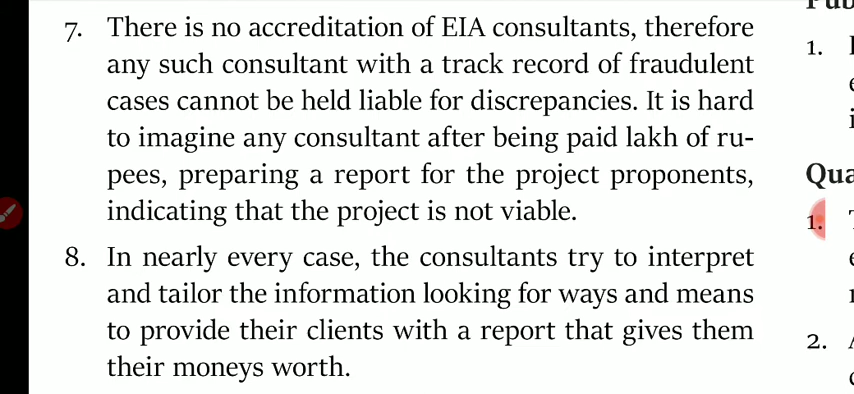 7. There is no accreditation of EIA consultants, therefore
any such consultant with a track record of fraudulent
cases cannot be held liable for discrepancies. It is hard
to imagine any consultant after being paid lakh of ru-
pees, preparing a report for the project proponents,
indicating that the project is not viable.
8. In nearly every case, the consultants try to interpret
and tailor the information looking for ways and means
to provide their clients with a report that gives them
their moneys worth.
1.
1.
2.